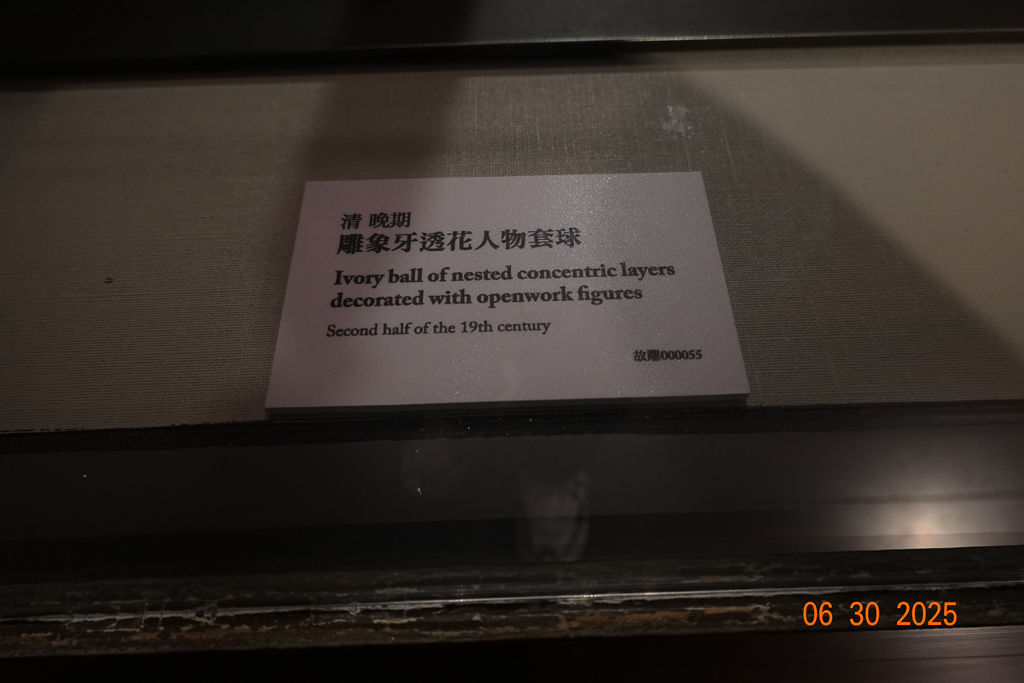 清 晚期
雕象牙透花人物套球
Ivory ball of nested concentric layers
decorated with openwork figures
Second half of the 19th century
故雕000055
06 30 2025